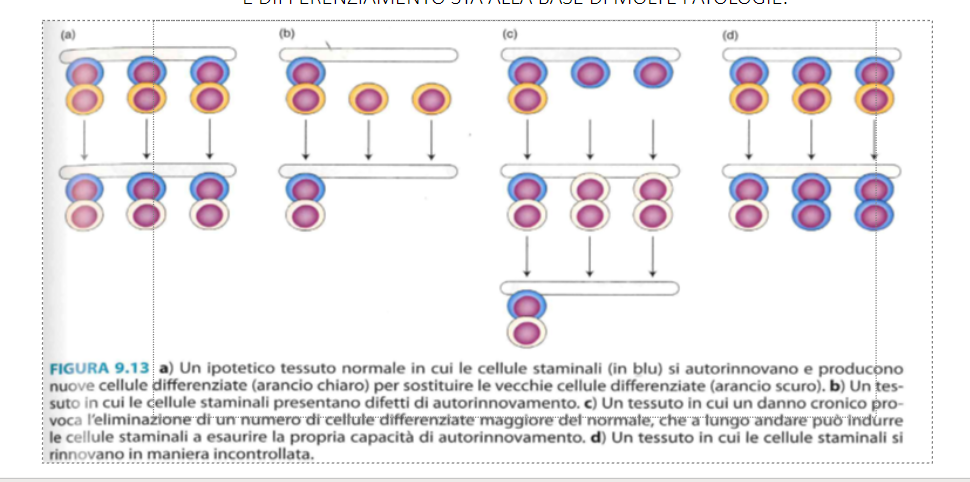 E DIFFERENZIAMENTO STA ALLA BASE DI MOLTE PATOLOGIE.
(a) (b) (c) (d)
FIGURA 9.13 a) Un ipotetico tessuto normale in cui le cellule staminali (in blu) si autorinnovano e producono
nuove cellule differenziate (arancio chiaro) per sostituire le vecchie cellule differenziate (arancio scuro). b) Un tes-
suto in cui le cellule staminali presentano difetti di autorinnovamento. c) Un tessuto in cui un danno cronico pro-
voca l'eliminazione di un numero di cellule differenziate maggiore del normale, che a lungo andare può indurre
le cellule staminali a esaurire la propria capacità di autorinnovamento. d) Un tessuto in cui le cellule staminali si
rinnovano in maniera incontrollata.